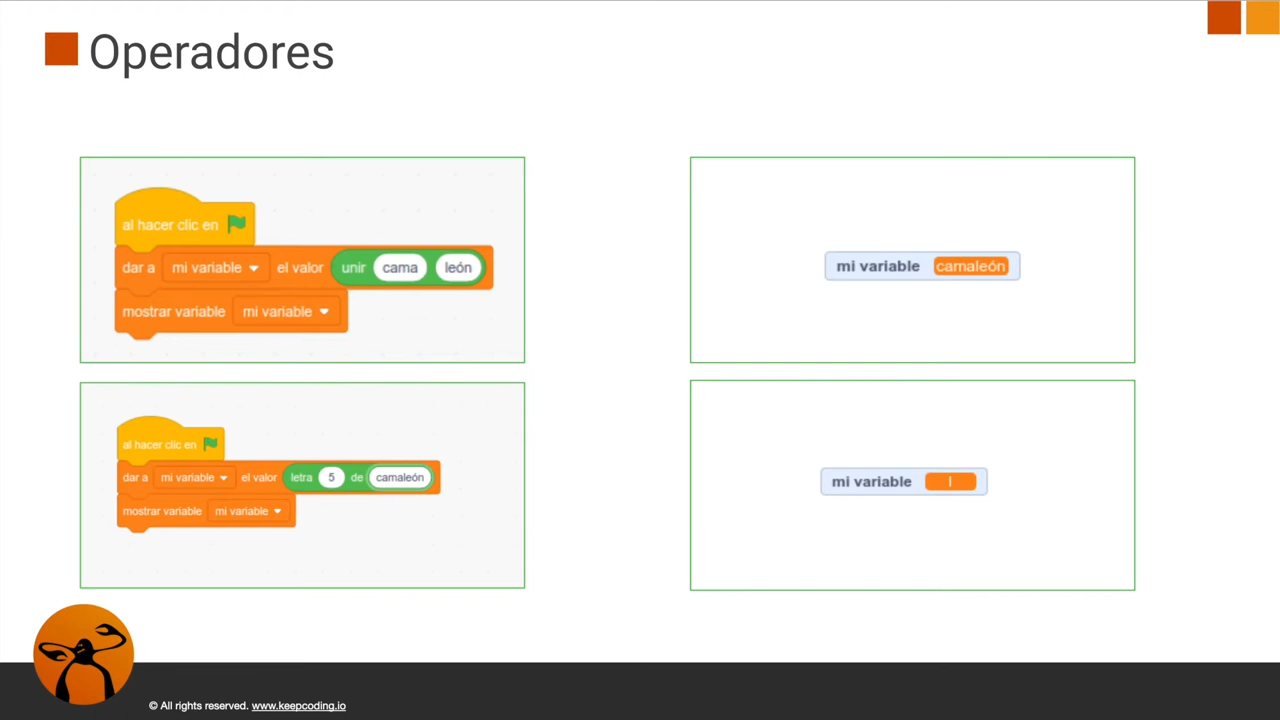 Operadores
al hacer clic en
dar a mi variable el valor unir cama león
mostrar variable mi variable
mi variable camaleón
al hacer clic en
dar a mi variable el valor letra 5 de camaleón
mostrar variable mi variable
mi variable l
© All rights reserved. www.keepcoding.io